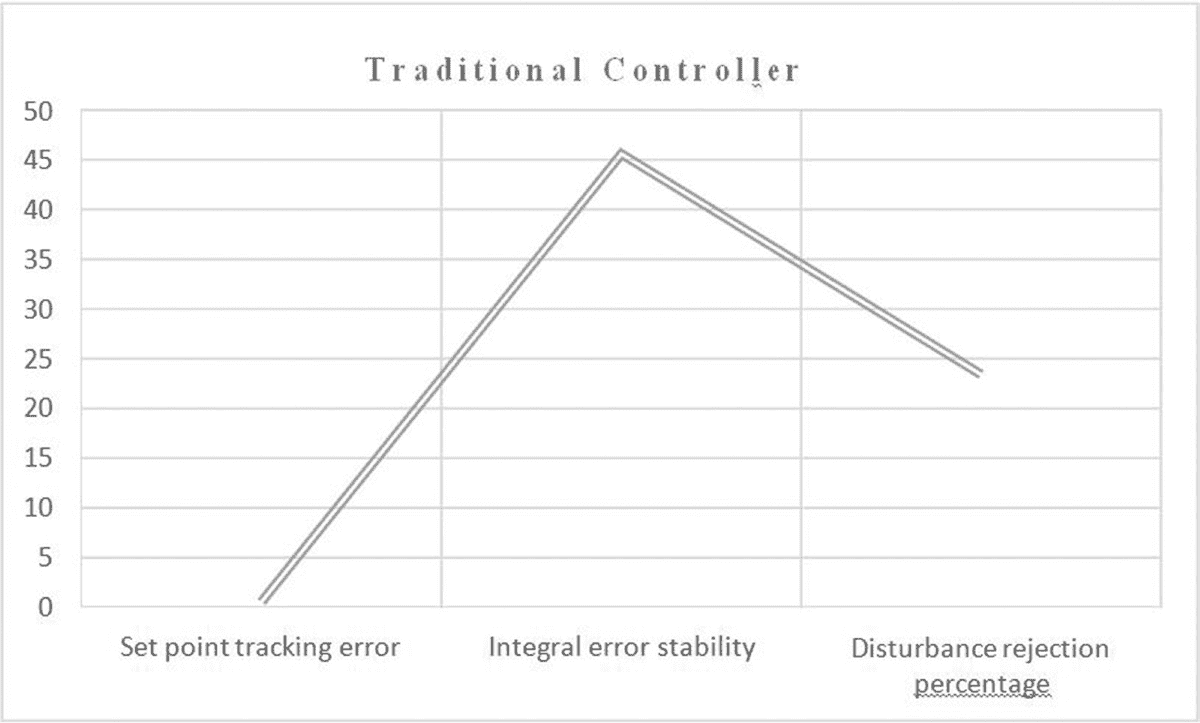 Traditional Controller
50
45
40
35
30
25
20
15
10
5
0
Set point tracking error
Integral error stability
Disturbance rejection
percentage